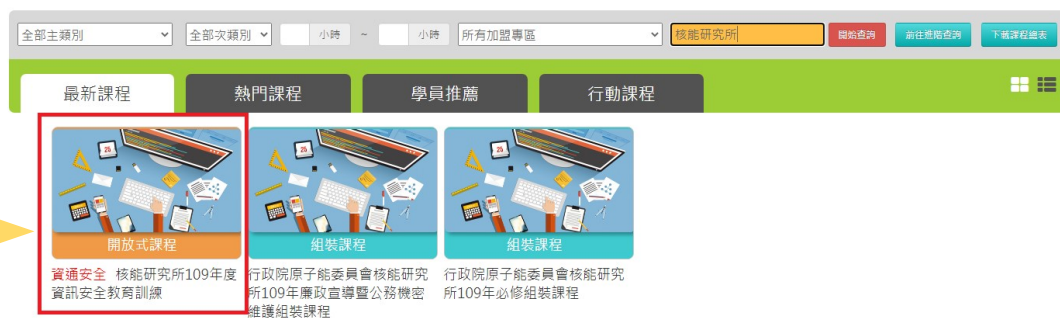 全部主類別 全部次類別 小時 ~ 小時 所有加盟專區 核能研究所 開始查詢 前往進階查詢 下載課程總表
最新課程 熱門課程 學員推薦 行動課程
開放式課程
資通安全 核能研究所109年度
資訊安全教育訓練
組裝課程
行政院原子能委員會核能研究
所109年廉政宣導暨公務機密
維護組裝課程
組裝課程
行政院原子能委員會核能研究
所109年必修組裝課程